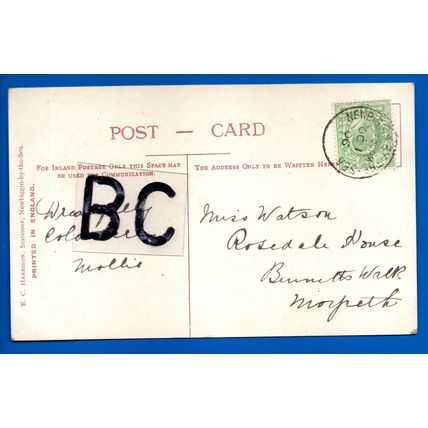 POST - CARD
FOR INLAND POSTAGE ONLY THIS SPACE MAY
BE USED FOR COMMUNICATION.
THE ADDRESS ONLY TO BE WRITTEN HERE
E. C. HARRISON, Stationer, Newbiggin-by-the-Sea.
PRINTED IN ENGLAND.
BC
Mollie
Miss Watson
Rosedale House
Bennetts Walk
Morpeth